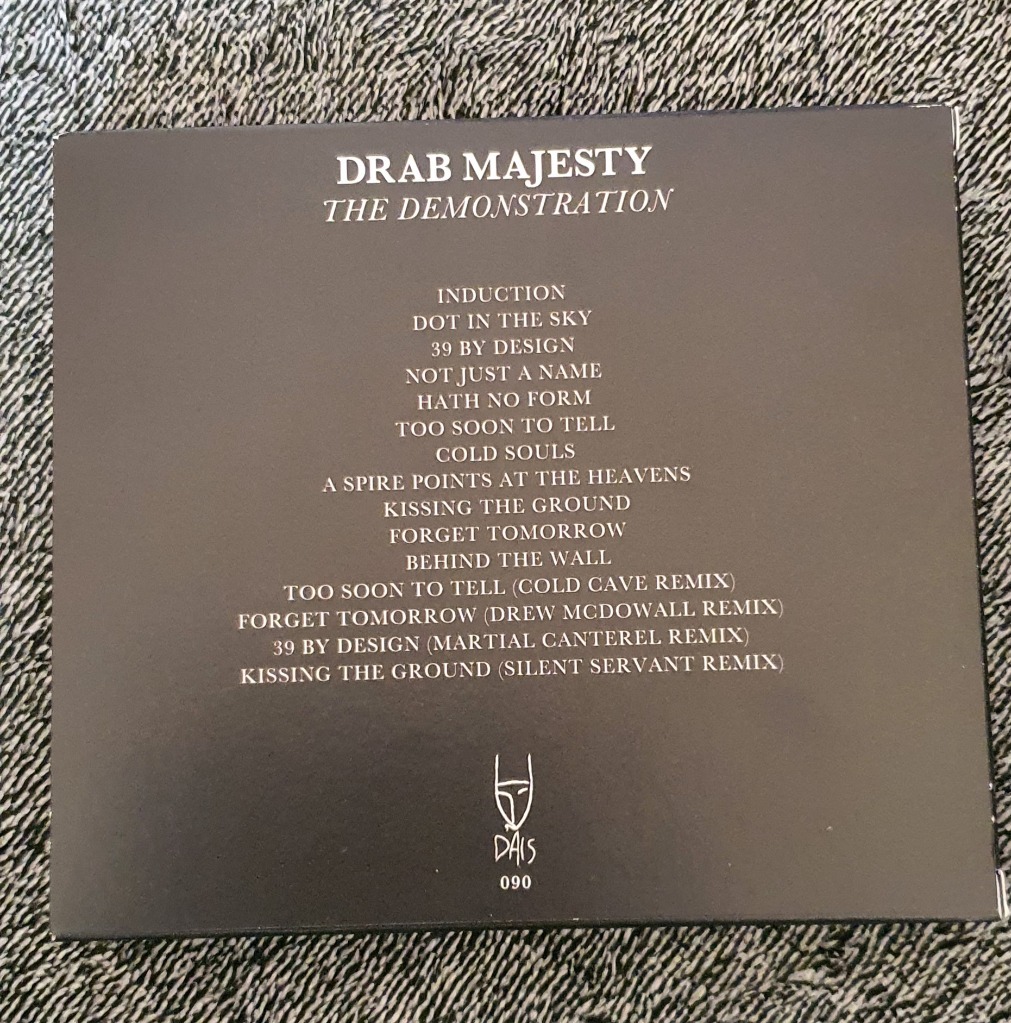 DRAB MAJESTY
THE DEMONSTRATION
INDUCTION
DOT IN THE SKY
39 BY DESIGN
NOT JUST A NAME
HATH NO FORM
TOO SOON TO TELL
COLD SOULS
A SPIRE POINTS AT THE HEAVENS
KISSING THE GROUND
FORGET TOMORROW
BEHIND THE WALL
TOO SOON TO TELL (COLD CAVE REMIX)
FORGET TOMORROW (DREW MCDOWALL REMIX)
39 BY DESIGN (MARTIAL CANTEREL REMIX)
KISSING THE GROUND (SILENT SERVANT REMIX)
DAIS
090